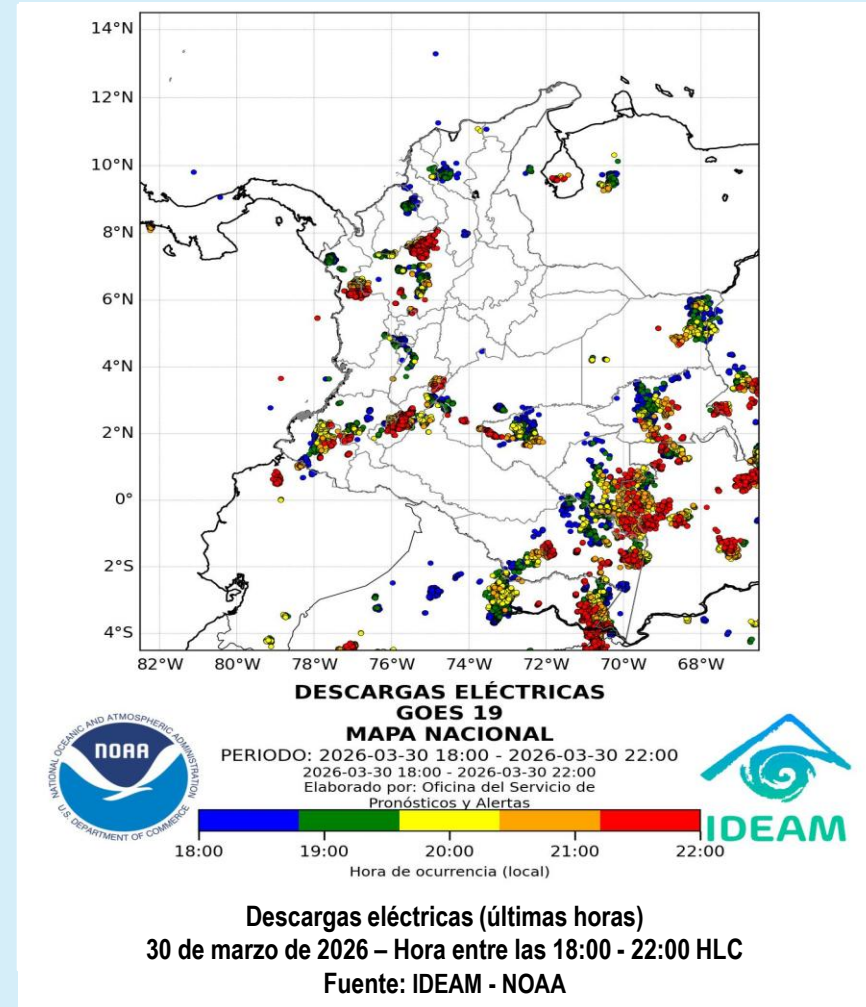 14°N
12°N
10°N
8°N
6°N
4°N
2°N
0°
2°S
4°S
82°W 80°W 78°W 76°W 74°W 72°W 70°W 68°W
DESCARGAS ELÉCTRICAS
GOES 19
MAPA NACIONAL
PERIODO: 2026-03-30 18:00 - 2026-03-30 22:00
2026-03-30 18:00 - 2026-03-30 22:00
Elaborado por: Oficina del Servicio de
Pronósticos y Alertas
NATIONAL OCEANIC AND ATMOSPHERIC ADMINISTRATION
NOAA
U.S. DEPARTMENT OF COMMERCE
IDEAM
18:00 19:00 20:00 21:00 22:00
Hora de ocurrencia (local)
Descargas eléctricas (últimas horas)
30 de marzo de 2026 – Hora entre las 18:00 - 22:00 HLC
Fuente: IDEAM - NOAA